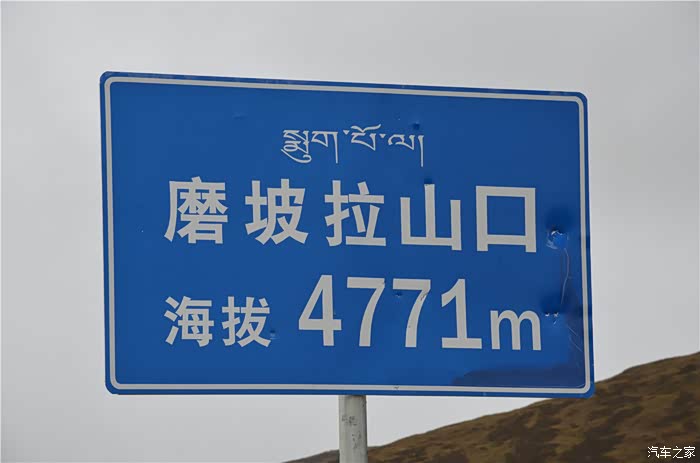 སྨུག་པོ་ལ།
磨坡拉山口
海拔 4771m
汽车之家